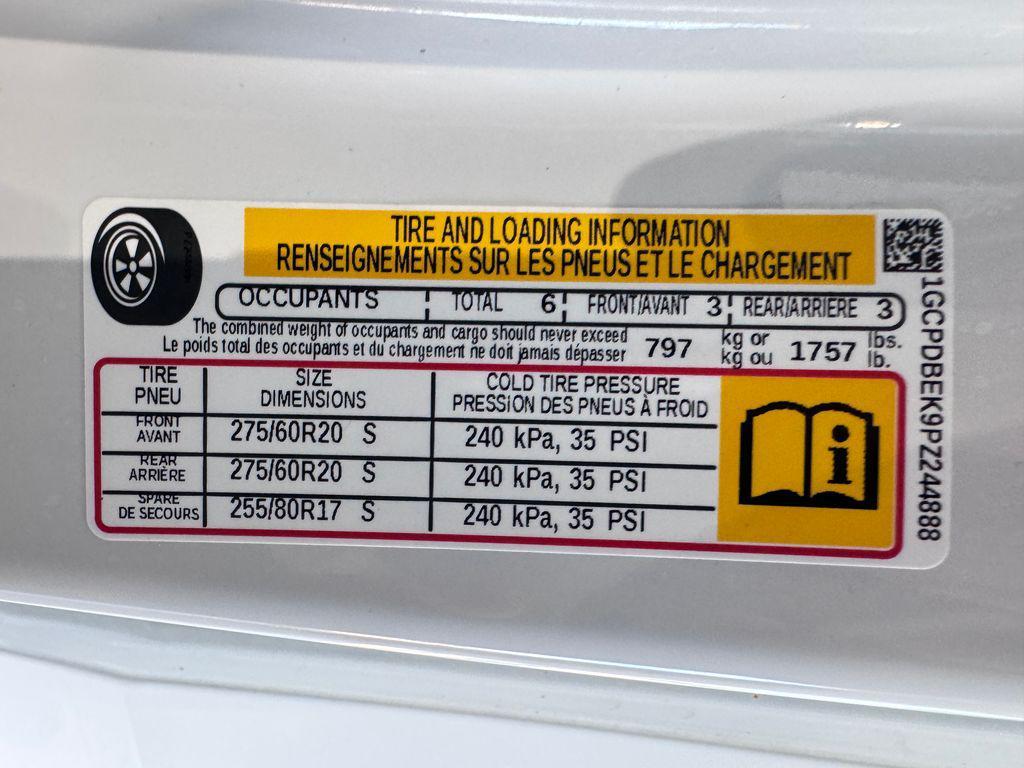 TIRE AND LOADING INFORMATION
RENSEIGNEMENTS SUR LES PNEUS ET LE CHARGEMENT
OCCUPANTS TOTAL 6 FRONT/AVANT 3 REAR/ARRIERE 3
The combined weight of occupants and cargo should never exceed 797 kg or 1757 lbs.
Le poids total des occupants et du chargement ne doit jamais dépasser kg ou lb.
TIRE SIZE COLD TIRE PRESSURE
PNEU DIMENSIONS PRESSION DES PNEUS À FROID
FRONT
AVANT 275/60R20 S 240 kPa, 35 PSI
REAR
ARRIÈRE 275/60R20 S 240 kPa, 35 PSI
SPARE
DE SECOURS 255/80R17 S 240 kPa, 35 PSI
i
1GCPDBEK9PZ244888